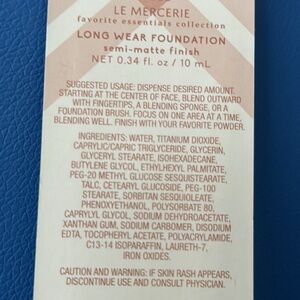 LE MERCERIE
favorite essentials collection
LONG WEAR FOUNDATION
semi-matte finish
NET 0.34 fl. oz / 10 mL
SUGGESTED USAGE: DISPENSE DESIRED AMOUNT.
STARTING AT THE CENTER OF FACE, BLEND OUTWARD
WITH FINGERTIPS, A BLENDING SPONGE, OR A
FOUNDATION BRUSH. FOCUS ON ONE AREA AT A TIME,
BLENDING WELL. FINISH WITH YOUR FAVORITE POWDER.
INGREDIENTS: WATER, TITANIUM DIOXIDE,
CAPRYLIC/CAPRIC TRIGLYCERIDE, GLYCERIN,
GLYCERYL STEARATE, ISOHEXADECANE,
BUTYLENE GLYCOL, ETHYLHEXYL PALMITATE,
PEG-20 METHYL GLUCOSE SESQUISTEARATE,
TALC, CETEARYL GLUCOSIDE, PEG-100
STEARATE, SORBITAN SESQUIOLEATE,
PHENOXYETHANOL, POLYSORBATE 80,
CAPRYLYL GLYCOL, SODIUM DEHYDROACETATE,
XANTHAN GUM, SODIUM CARBOMER, DISODIUM
EDTA, TOCOPHERYL ACETATE, POLYACRYLAMIDE,
C13-14 ISOPARAFFIN, LAURETH-7,
IRON OXIDES.
CAUTION AND WARNING: IF SKIN RASH APPEARS,
DISCONTINUE USE AND CONSULT PHYSICIAN.